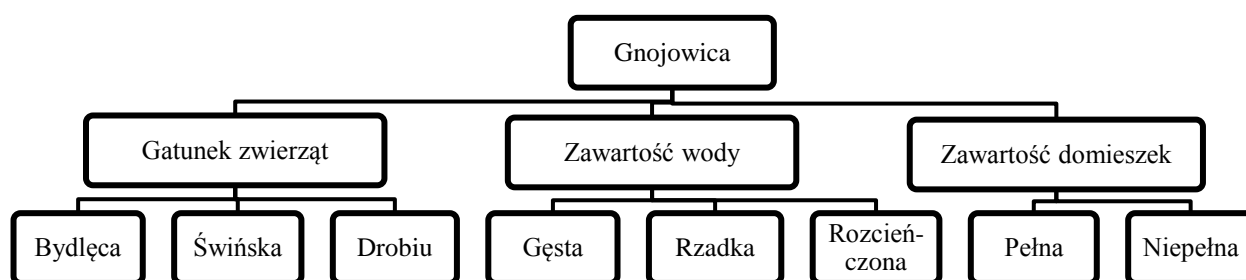 Gnojowica
Gatunek zwierząt
Zawartość wody
Zawartość domieszek
Bydlęca
Świńska
Drobiu
Gęsta
Rzadka
Rozcień-
czona
Pełna
Niepełna